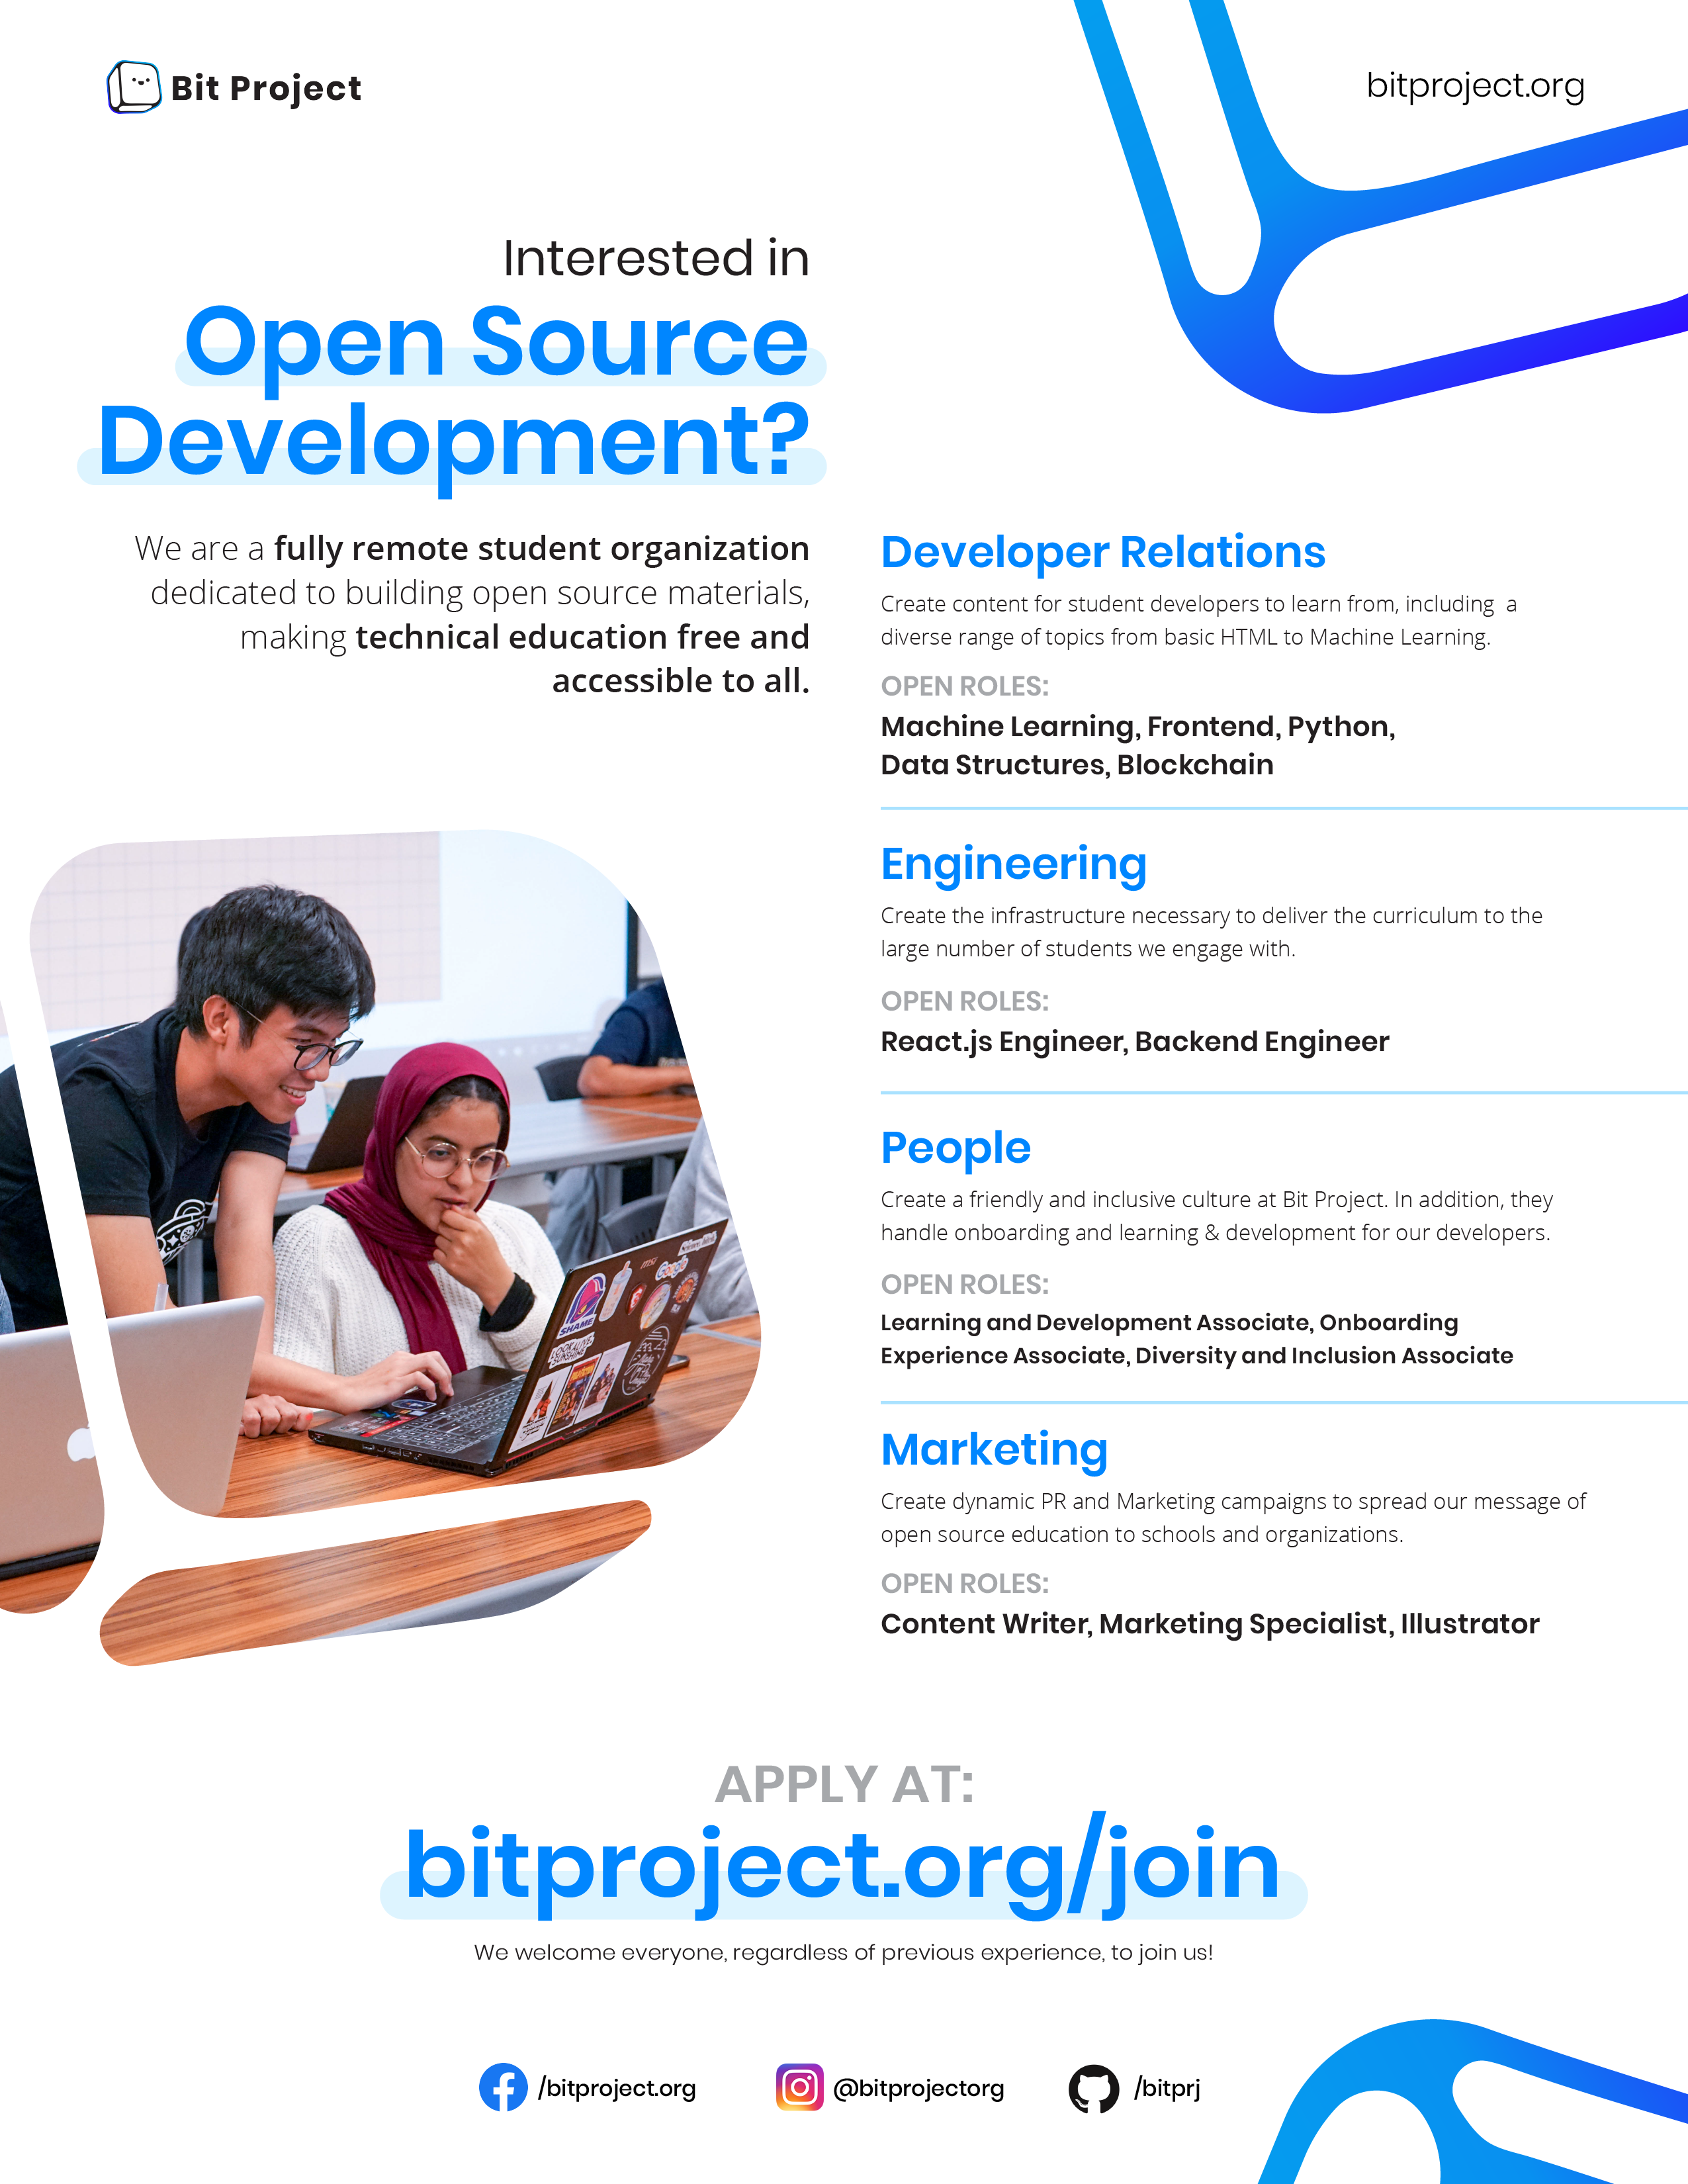 Bit Project
bitproject.org
Interested in
Open Source
Development?
We are a fully remote student organization
dedicated to building open source materials,
making technical education free and
accessible to all.
Developer Relations
Create content for student developers to learn from, including a
diverse range of topics from basic HTML to Machine Learning.
OPEN ROLES:
Machine Learning, Frontend, Python,
Data Structures, Blockchain
Engineering
Create the infrastructure necessary to deliver the curriculum to the
large number of students we engage with.
OPEN ROLES:
React.js Engineer, Backend Engineer
People
Create a friendly and inclusive culture at Bit Project. In addition, they
handle onboarding and learning & development for our developers.
OPEN ROLES:
Learning and Development Associate, Onboarding
Experience Associate, Diversity and Inclusion Associate
Marketing
Create dynamic PR and Marketing campaigns to spread our message of
open source education to schools and organizations.
OPEN ROLES:
Content Writer, Marketing Specialist, Illustrator
msi
Google
SHAME
APPLY AT:
bitproject.org/join
We welcome everyone, regardless of previous experience, to join us!
/bitproject.org
@bitprojectorg
/bitprj